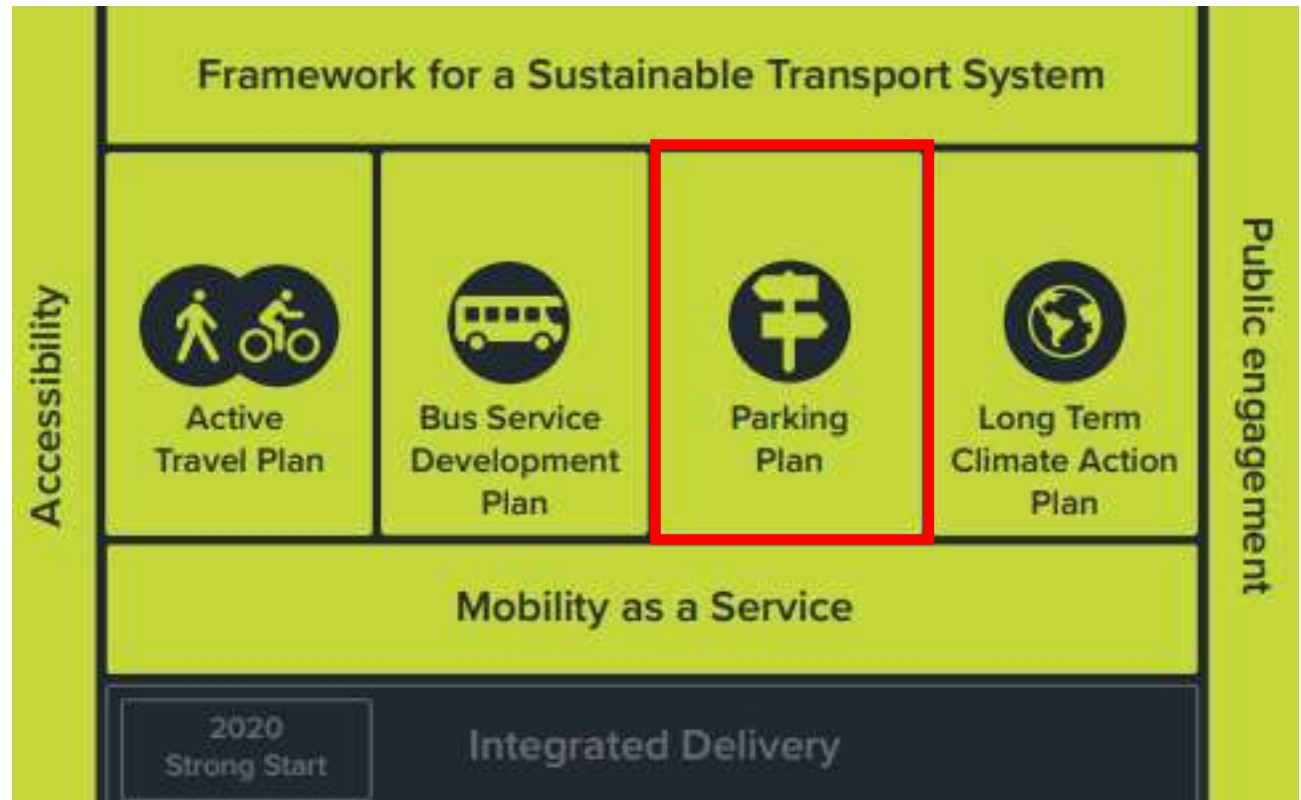 Framework for a Sustainable Transport System
Accessibility
Active
Travel Plan
Bus Service
Development
Plan
Parking
Plan
Long Term
Climate Action
Plan
Public engagement
Mobility as a Service
2020
Strong Start
Integrated Delivery